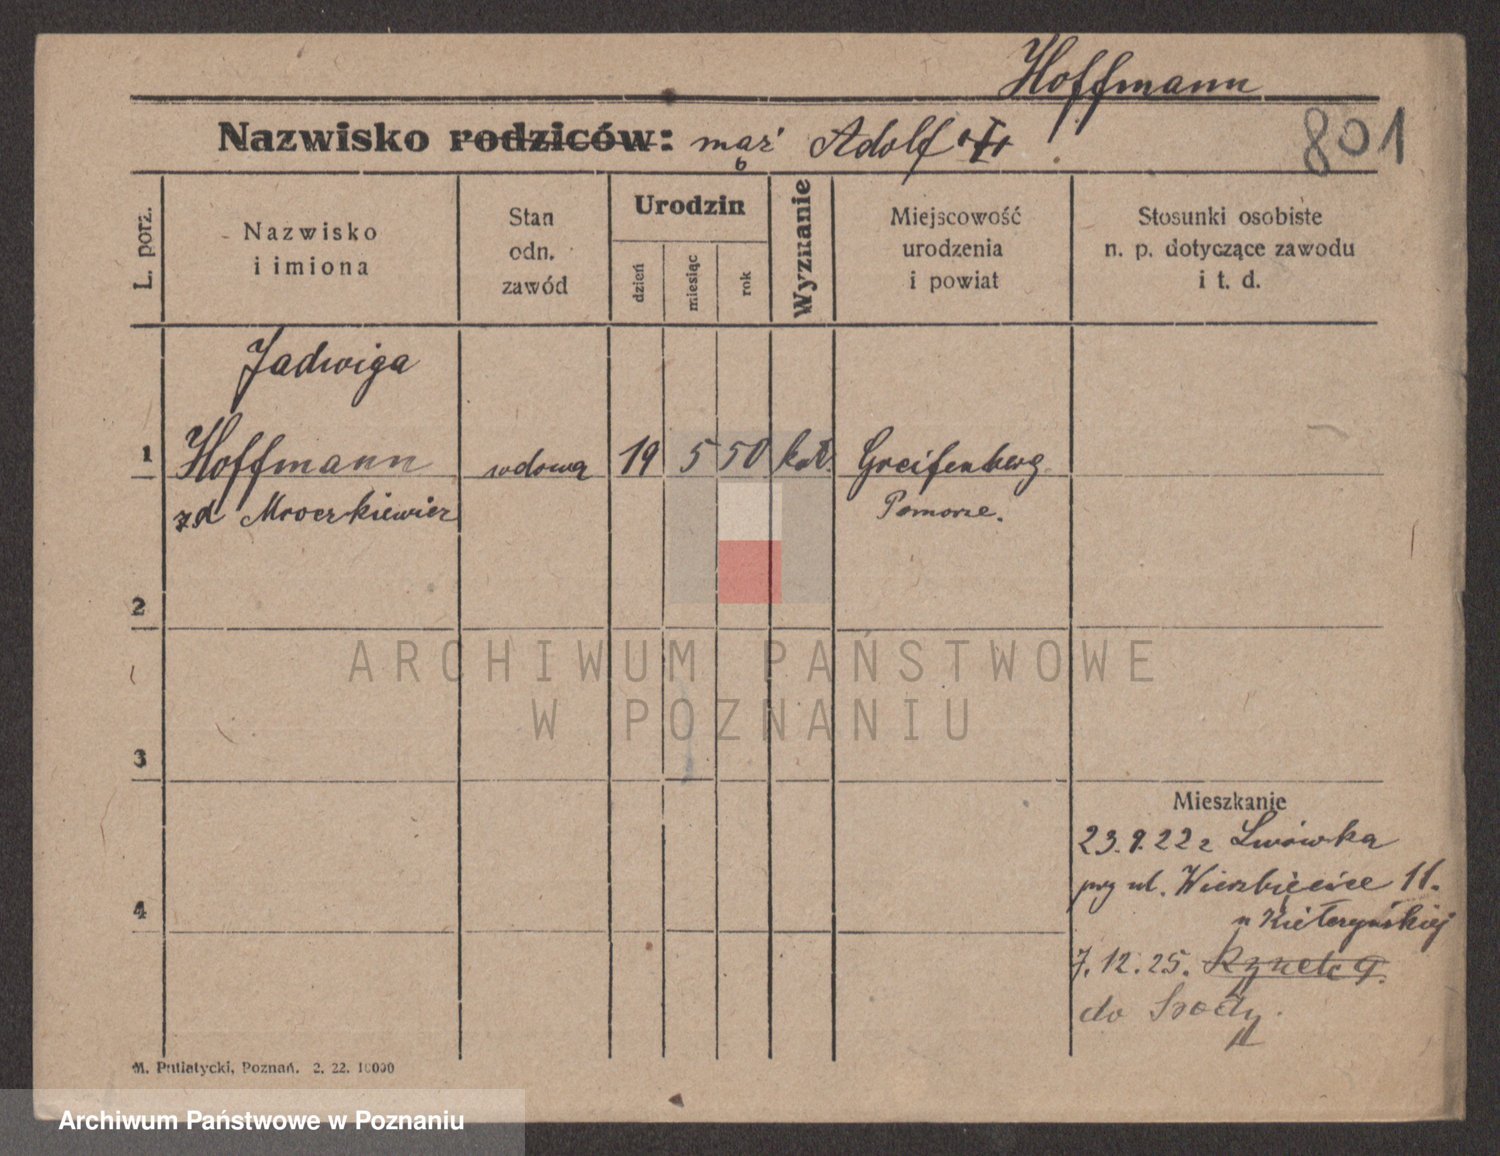 Hoffmann
Nazwisko rodziców: mąż Adolf
801
L. porz.
Nazwisko
i imiona
Stan
odn.
zawód
Urodzin
dzień
miesiąc
rok
Wyznanie
Miejscowość
urodzenia
i powiat
Stosunki osobiste
n. p. dotyczące zawodu
i t. d.
Jadwiga
1 Hoffmann wdowa 19 5 50 kat. Greifenberg
zd Mroczkiewicz Pomorze.
2
ARCHIWUM PAŃSTWOWE
W POZNANIU
3
Mieszkanie
23.9.22 z Lwówka
przy ul. Wierzbięcice 11.
7.12.25. Rynek 9.
4
do Środy.
M. Putiatycki, Poznań. 2. 22. 10000
Archiwum Państwowe w Poznaniu